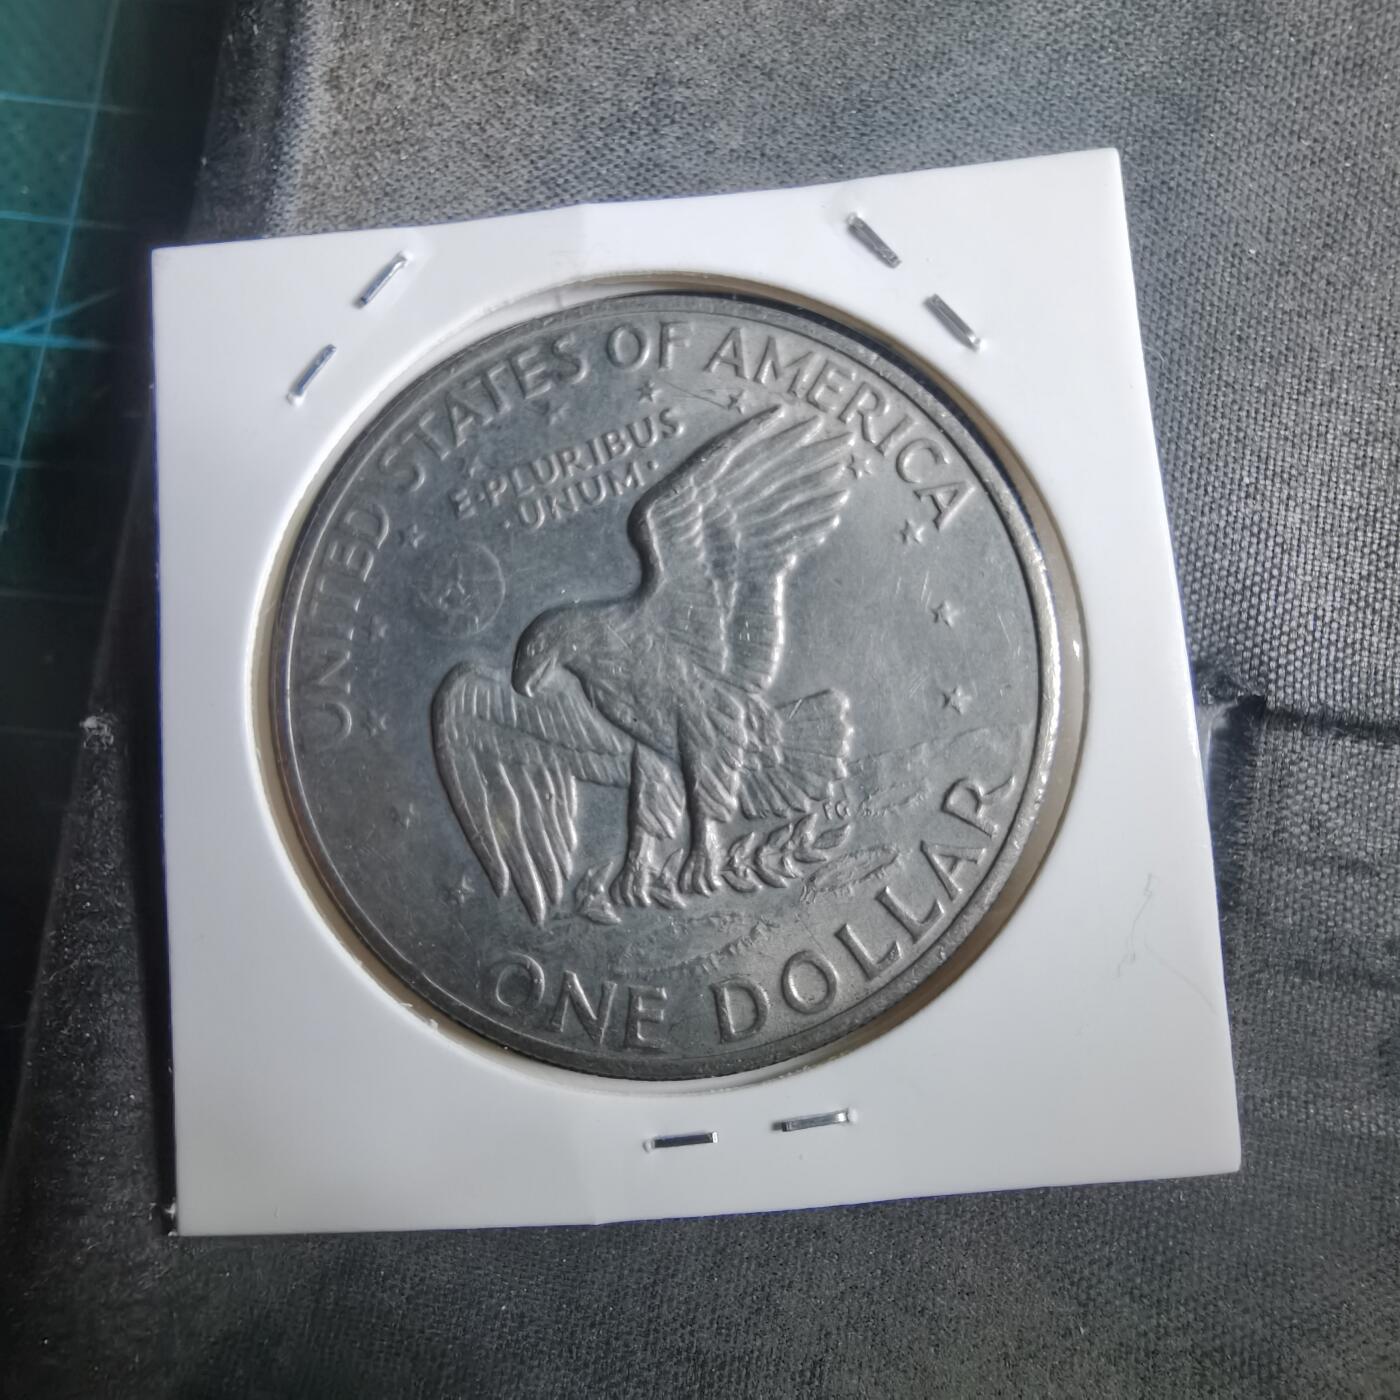 UNITED STATES OF AMERICA
E·PLURIBUS
·UNUM·
FG
ONE DOLLAR